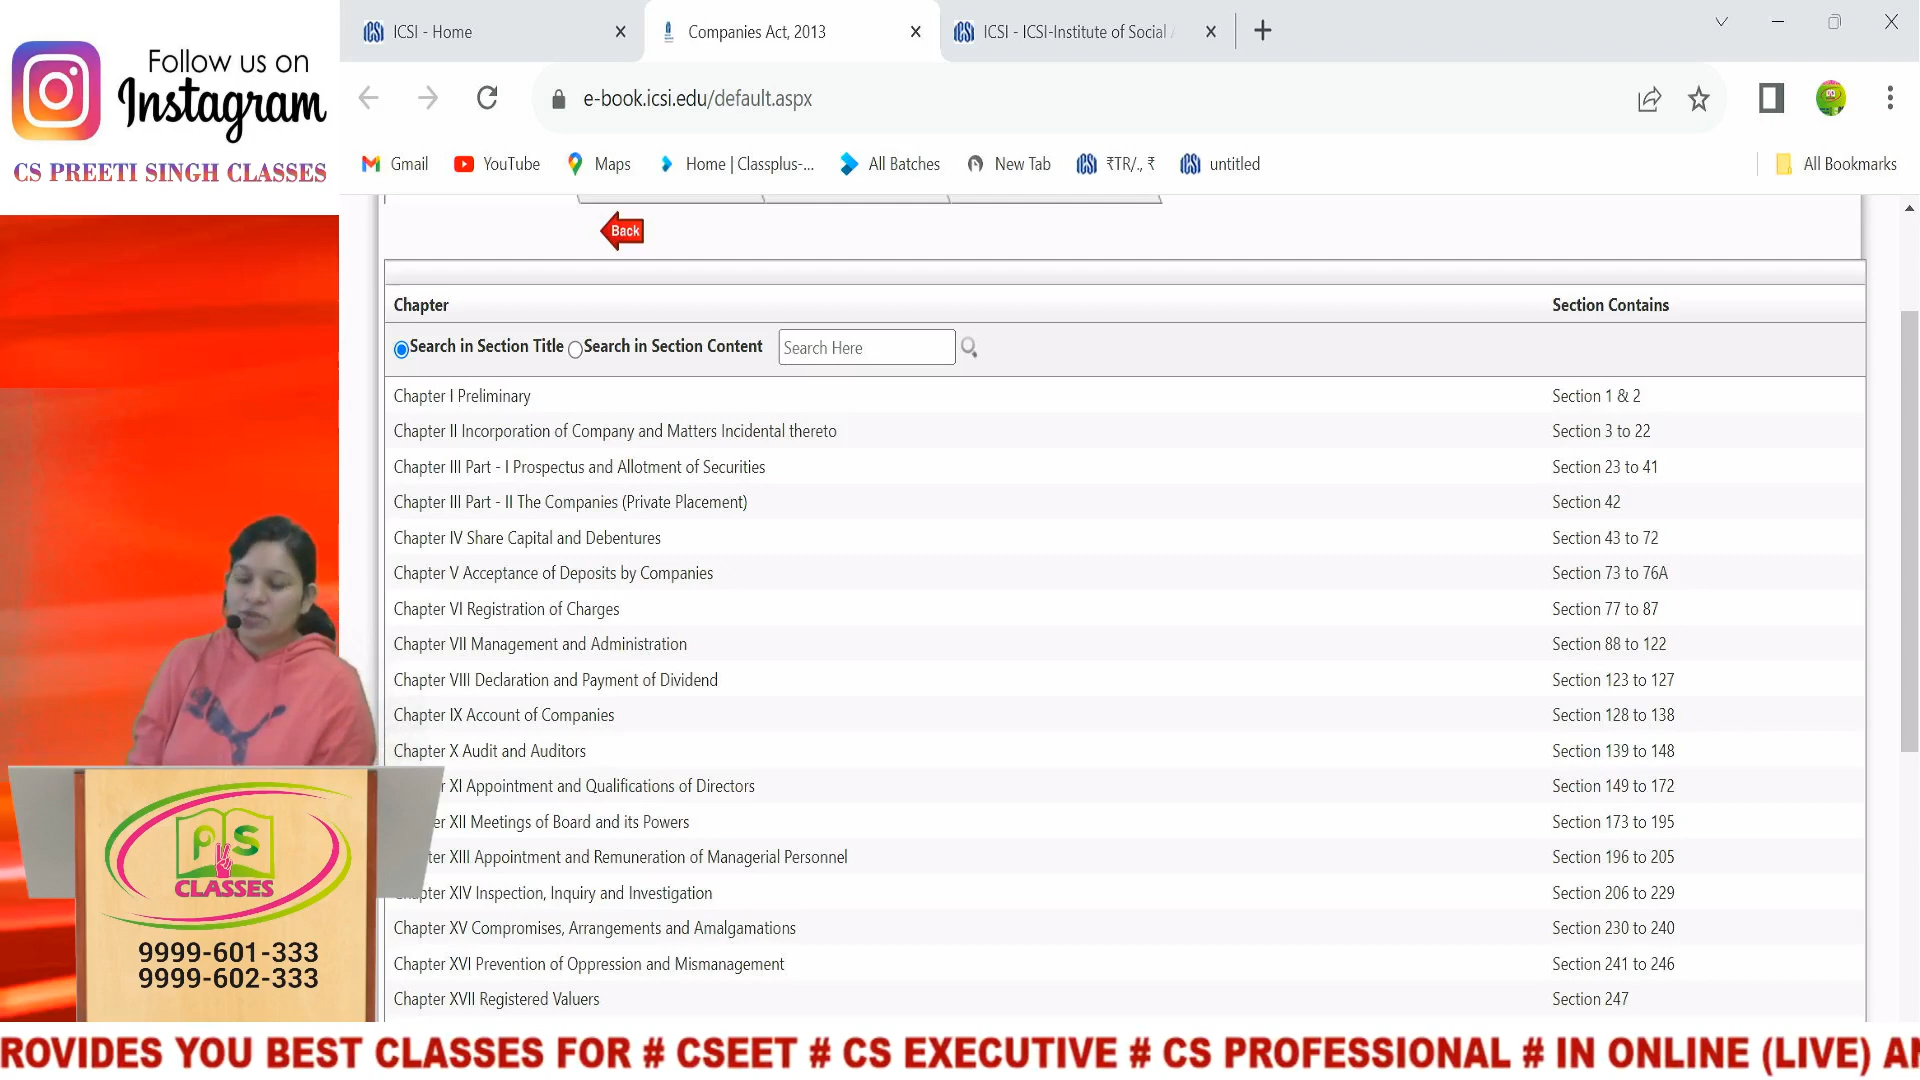 Follow us on
Instagram
CS PREETI SINGH CLASSES
ICSI - Home
Companies Act, 2013
ICSI - ICSI-Institute of Social
e-book.icsi.edu/default.aspx
Gmail
YouTube
Maps
Home | Classplus-...
All Batches
New Tab
₹TR/., ₹
untitled
All Bookmarks
Back
Chapter Section Contains
Search in Section Title Search in Section Content Search Here
Chapter I Preliminary Section 1 & 2
Chapter II Incorporation of Company and Matters Incidental thereto Section 3 to 22
Chapter III Part - I Prospectus and Allotment of Securities Section 23 to 41
Chapter III Part - II The Companies (Private Placement) Section 42
Chapter IV Share Capital and Debentures Section 43 to 72
Chapter V Acceptance of Deposits by Companies Section 73 to 76A
Chapter VI Registration of Charges Section 77 to 87
Chapter VII Management and Administration Section 88 to 122
Chapter VIII Declaration and Payment of Dividend Section 123 to 127
Chapter IX Account of Companies Section 128 to 138
Chapter X Audit and Auditors Section 139 to 148
r XI Appointment and Qualifications of Directors Section 149 to 172
er XII Meetings of Board and its Powers Section 173 to 195
ter XIII Appointment and Remuneration of Managerial Personnel Section 196 to 205
pter XIV Inspection, Inquiry and Investigation Section 206 to 229
Chapter XV Compromises, Arrangements and Amalgamations Section 230 to 240
Chapter XVI Prevention of Oppression and Mismanagement Section 241 to 246
Chapter XVII Registered Valuers Section 247
PS
CLASSES
9999-601-333
9999-602-333
ROVIDES YOU BEST CLASSES FOR # CSEET # CS EXECUTIVE # CS PROFESSIONAL # IN ONLINE (LIVE) AN